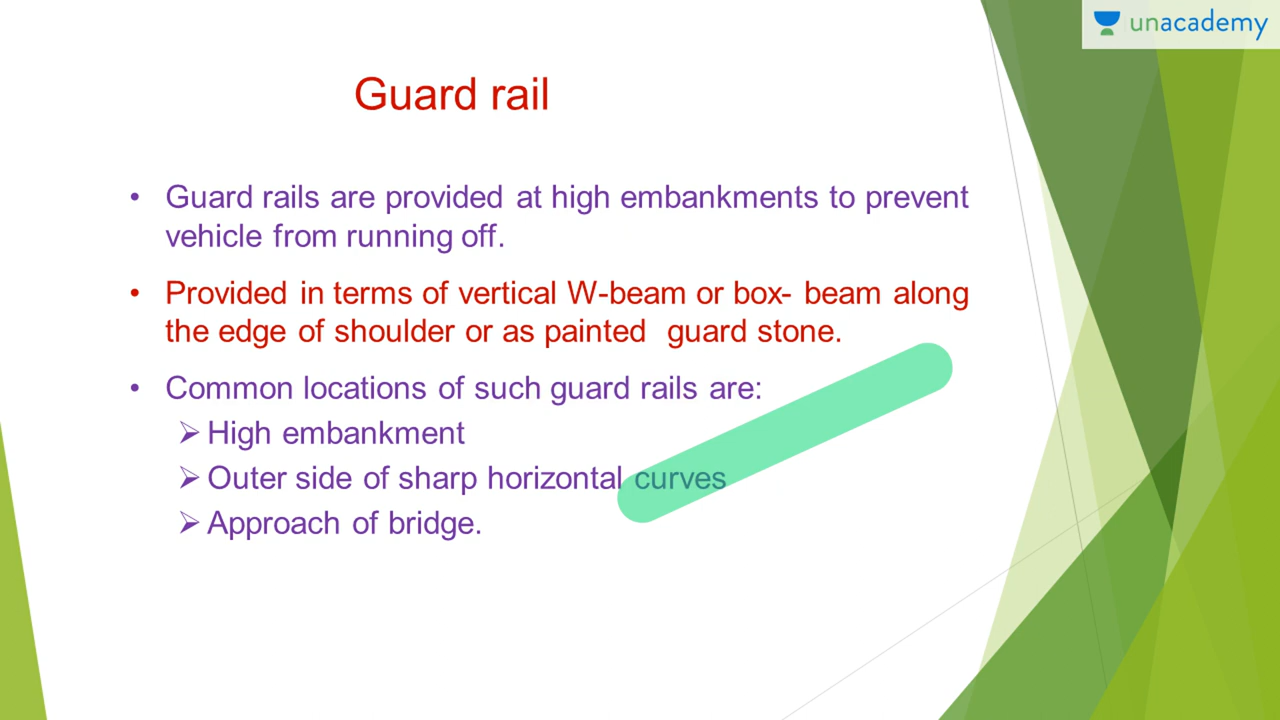 unacademy
Guard rail
• Guard rails are provided at high embankments to prevent
vehicle from running off.
• Provided in terms of vertical W-beam or box- beam along
the edge of shoulder or as painted guard stone.
• Common locations of such guard rails are:
➢ High embankment
➢ Outer side of sharp horizontal curves
➢ Approach of bridge.